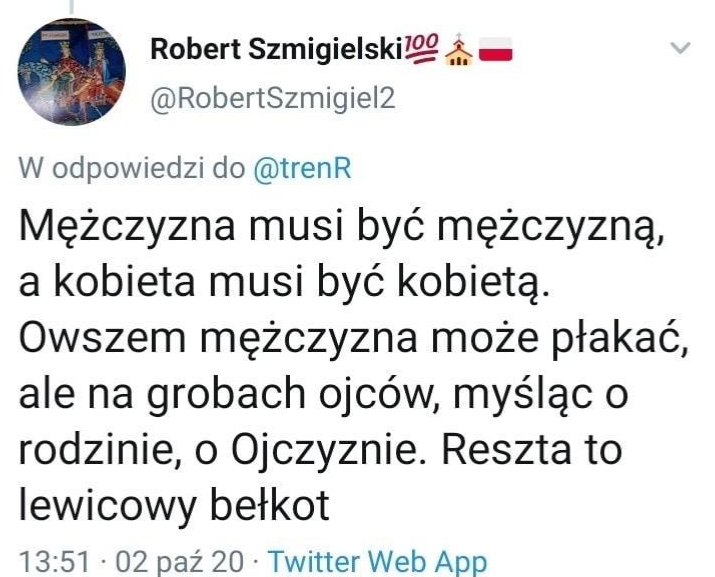 Robert Szmigielski💯⛪🇵🇱
@RobertSzmigiel2
W odpowiedzi do @trenR
Mężczyzna musi być mężczyzną,
a kobieta musi być kobietą.
Owszem mężczyzna może płakać,
ale na grobach ojców, myśląc o
rodzinie, o Ojczyznie. Reszta to
lewicowy bełkot
13:51 · 02 paź 20 · Twitter Web App